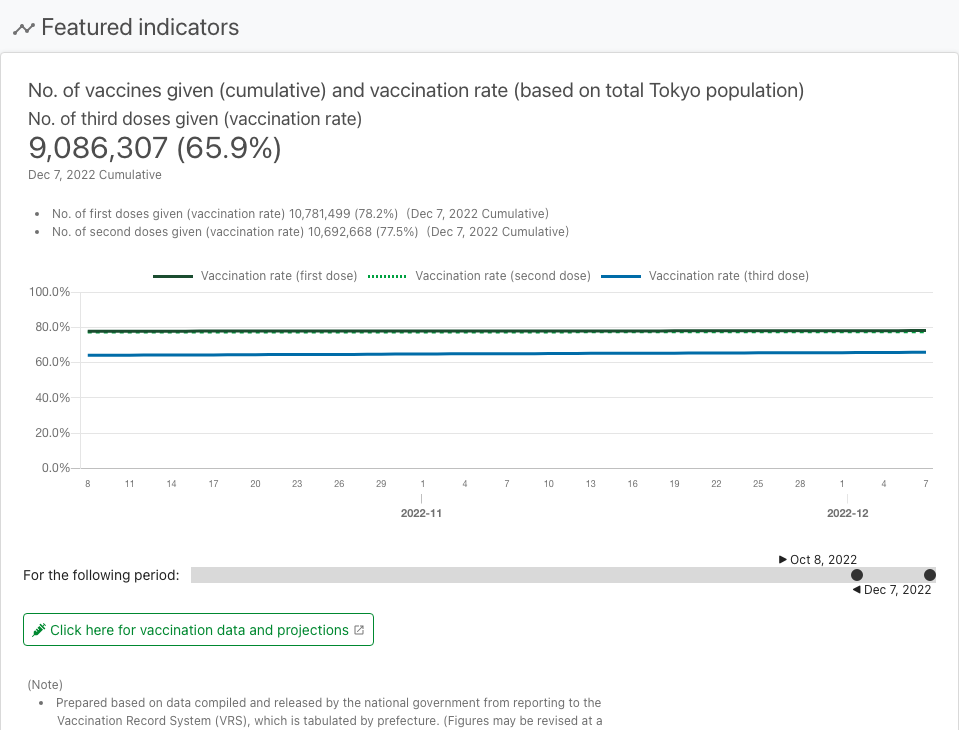 Featured indicators
No. of vaccines given (cumulative) and vaccination rate (based on total Tokyo population)
No. of third doses given (vaccination rate)
9,086,307 (65.9%)
Dec 7, 2022 Cumulative
• No. of first doses given (vaccination rate) 10,781,499 (78.2%) (Dec 7, 2022 Cumulative)
• No. of second doses given (vaccination rate) 10,692,668 (77.5%) (Dec 7, 2022 Cumulative)
Vaccination rate (first dose) Vaccination rate (second dose) Vaccination rate (third dose)
100.0%
80.0%
60.0%
40.0%
20.0%
0.0%
8 11 14 17 20 23 26 29 1 4 7 10 13 16 19 22 25 28 1 4 7
2022-11 2022-12
►Oct 8, 2022
For the following period:
◄Dec 7, 2022
Click here for vaccination data and projections
(Note)
• Prepared based on data compiled and released by the national government from reporting to the
Vaccination Record System (VRS), which is tabulated by prefecture. (Figures may be revised at a